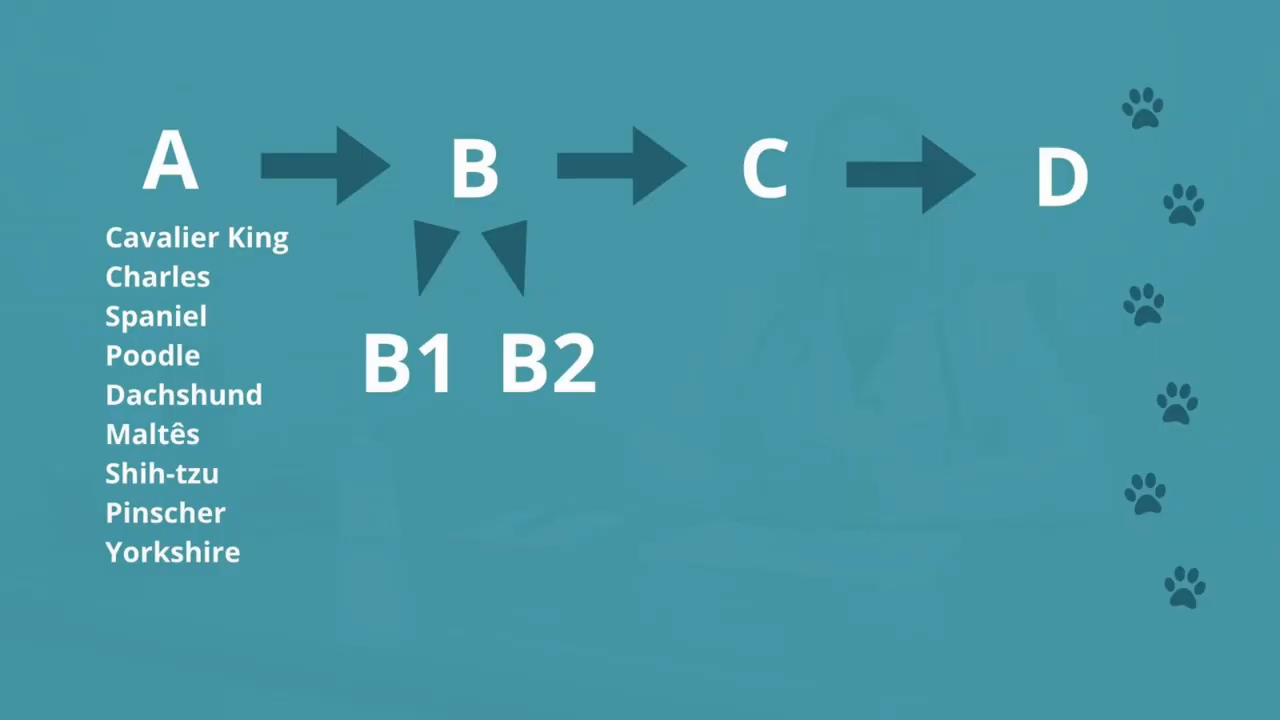 A B C D
Cavalier King
Charles
Spaniel
Poodle
Dachshund
Maltês
Shih-tzu
Pinscher
Yorkshire
B1 B2